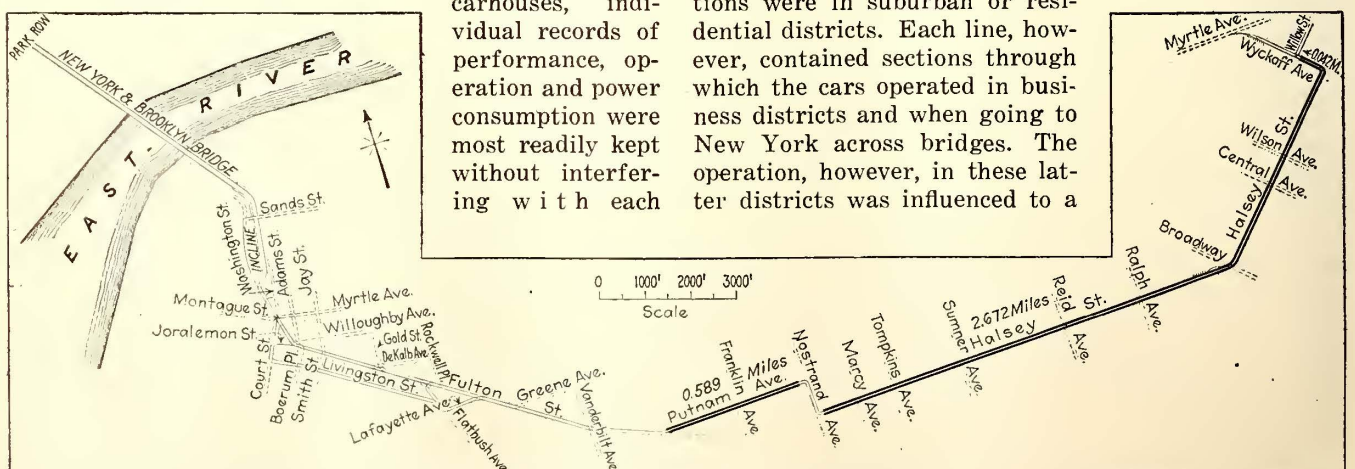 carhouses, indi-
vidual records of
performance, op-
eration and power
consumption were
most readily kept
without interfer-
ing with each
tions were in suburban or resi-
dential districts. Each line, how-
ever, contained sections through
which the cars operated in busi-
ness districts and when going to
New York across bridges. The
operation, however, in these lat-
ter districts was influenced to a
PARK ROW
NEW YORK & BROOKLYN BRIDGE
EAST RIVER
Sands St.
Washington St.
INCLINE
Adams St.
Jay St.
Montague St.
Myrtle Ave.
Joralemon St.
Willoughby Ave.
Gold St.
DeKalb Ave.
Rockwell Pl.
Court St.
Boerum Pl.
Smith St.
Livingston St.
Fulton St.
Lafayette Ave.
Flatbush Ave.
Greene Ave.
Vanderbilt Ave.
0 1000' 2000' 3000'
Scale
0.589 Miles
Putnam Ave.
Franklin Ave.
Nostrand Ave.
Marcy Ave.
Tompkins Ave.
Sumner Ave.
2.672 Miles
Halsey St.
Reid Ave.
Ralph Ave.
Broadway
Halsey St.
Central Ave.
Wilson Ave.
Wyckoff Ave.
Myrtle Ave.
Willow St.
0.042 M.